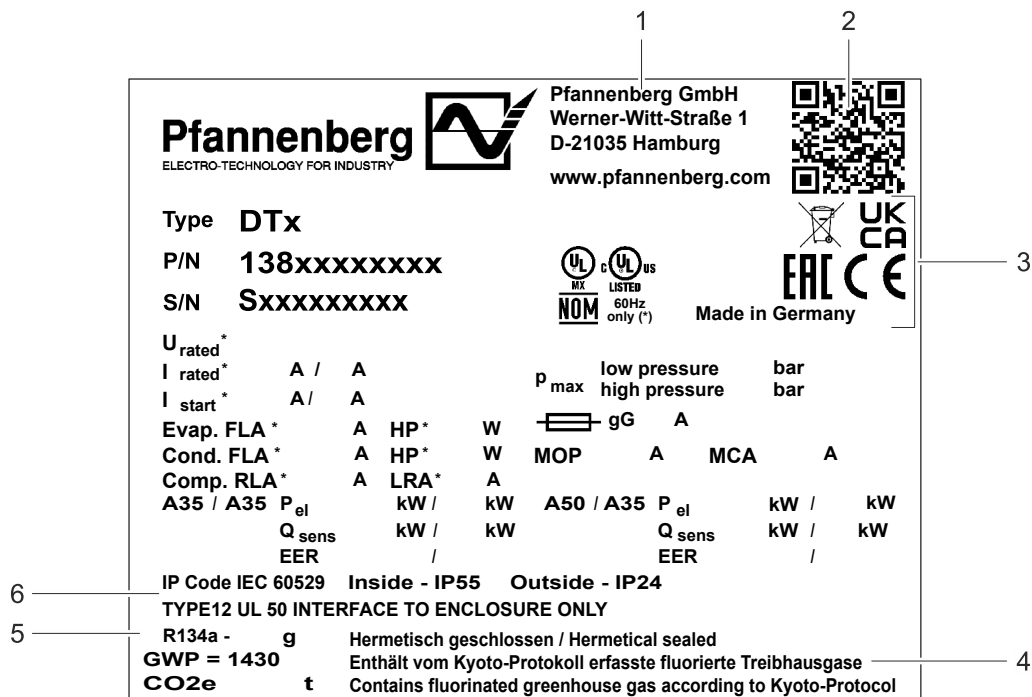 1 2
Pfannenberg
ELECTRO-TECHNOLOGY FOR INDUSTRY
Pfannenberg GmbH
Werner-Witt-Straße 1
D-21035 Hamburg
www.pfannenberg.com
Type DTx
P/N 138xxxxxxxx
S/N Sxxxxxxxxx
UL
MX
NOM
C UL US
LISTED
60Hz
only (*)
UK
CA
EAC CE
Made in Germany
3
U rated*
I rated* A / A
I start* A / A
p max low pressure bar
high pressure bar
gG A
Evap. FLA* A HP* W
Cond. FLA* A HP* W MOP A MCA A
Comp. RLA* A LRA* A
A35 / A35 P el kW / kW A50 / A35 P el kW / kW
Q sens kW / kW Q sens kW / kW
EER / EER /
IP Code IEC 60529 Inside - IP55 Outside - IP24
6
TYPE12 UL 50 INTERFACE TO ENCLOSURE ONLY
5 R134a - g Hermetisch geschlossen / Hermetical sealed
GWP = 1430 Enthält vom Kyoto-Protokoll erfasste fluorierte Treibhausgase 4
CO2e t Contains fluorinated greenhouse gas according to Kyoto-Protocol